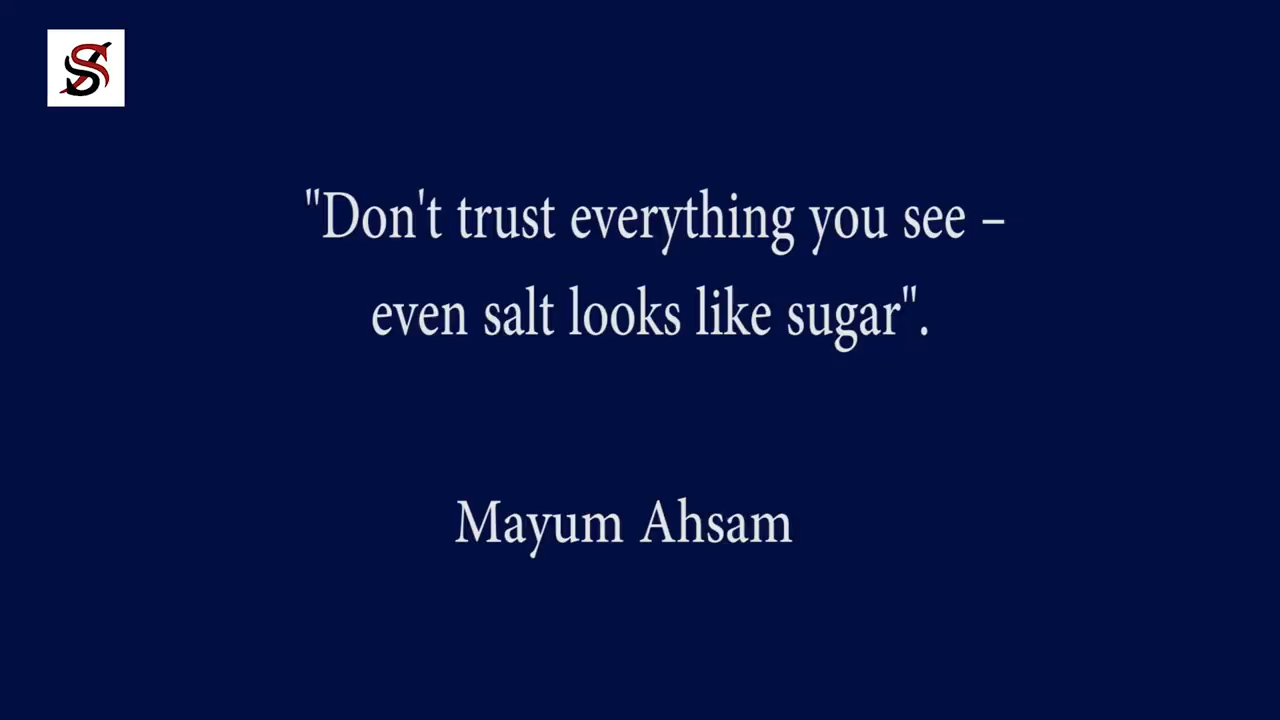 "Don't trust everything you see –
even salt looks like sugar".
Mayum Ahsam